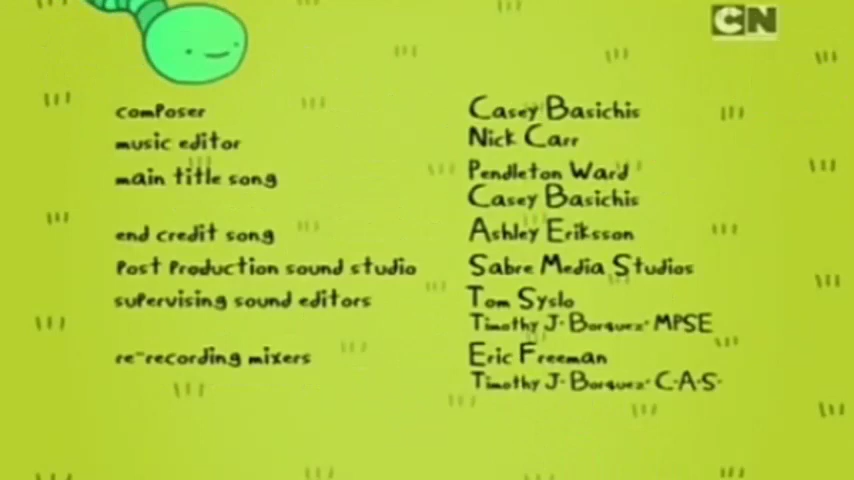 CN
composer Casey Basichis
music editor Nick Carr
main title song Pendleton Ward
Casey Basichis
end credit song Ashley Eriksson
Post Production sound studio Sabre Media Studios
supervising sound editors Tom Syslo
Timothy J. Borquez, MPSE
re-recording mixers Eric Freeman
Timothy J. Borquez, C.A.S.